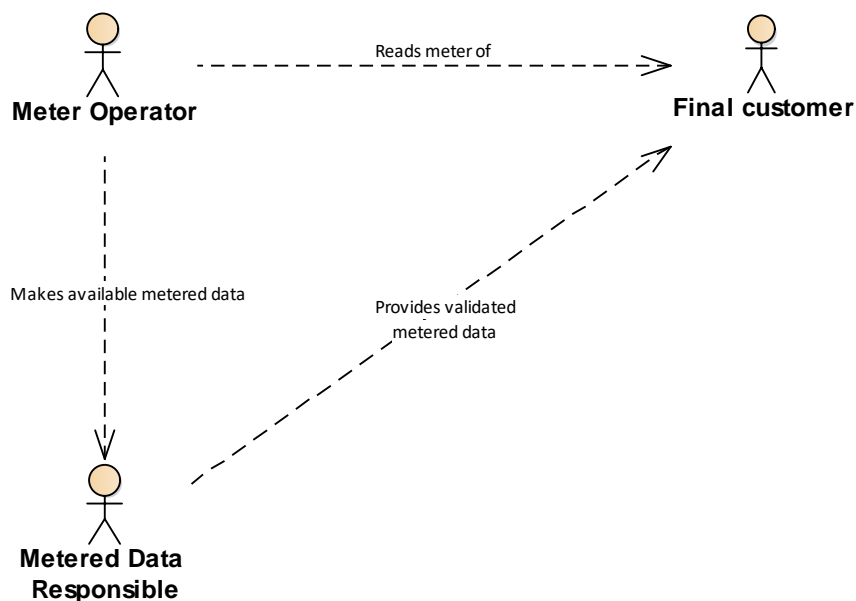 Reads meter of
Meter Operator
Final customer
Makes available metered data
Provides validated
metered data
Metered Data
Responsible